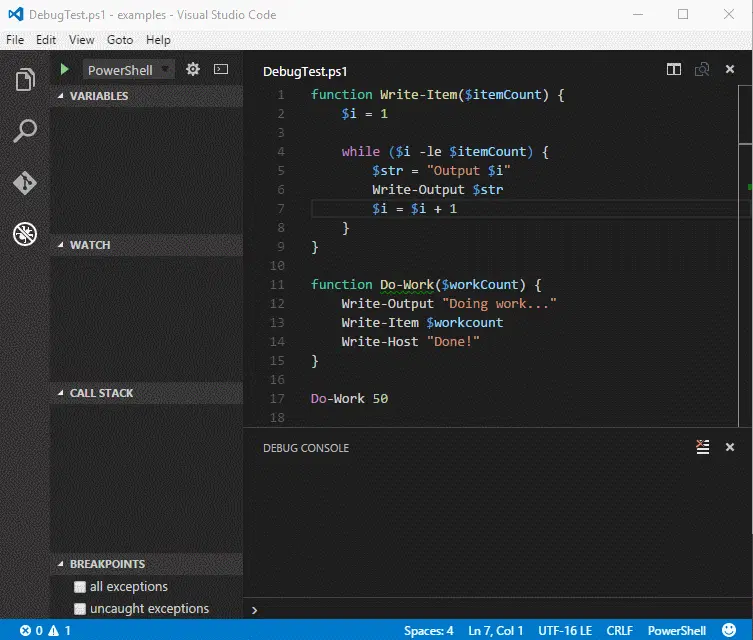 DebugTest.ps1 - examples - Visual Studio Code
File Edit View Goto Help
PowerShell
VARIABLES
WATCH
CALL STACK
BREAKPOINTS
all exceptions
uncaught exceptions
DebugTest.ps1
1 function Write-Item($itemCount) {
2     $i = 1
3
4     while ($i -le $itemCount) {
5         $str = "Output $i"
6         Write-Output $str
7         $i = $i + 1
8     }
9 }
10
11 function Do-Work($workCount) {
12     Write-Output "Doing work..."
13     Write-Item $workcount
14     Write-Host "Done!"
15 }
16
17 Do-Work 50
18
DEBUG CONSOLE
>
0 1 Spaces: 4 Ln 7, Col 1 UTF-16 LE CRLF PowerShell